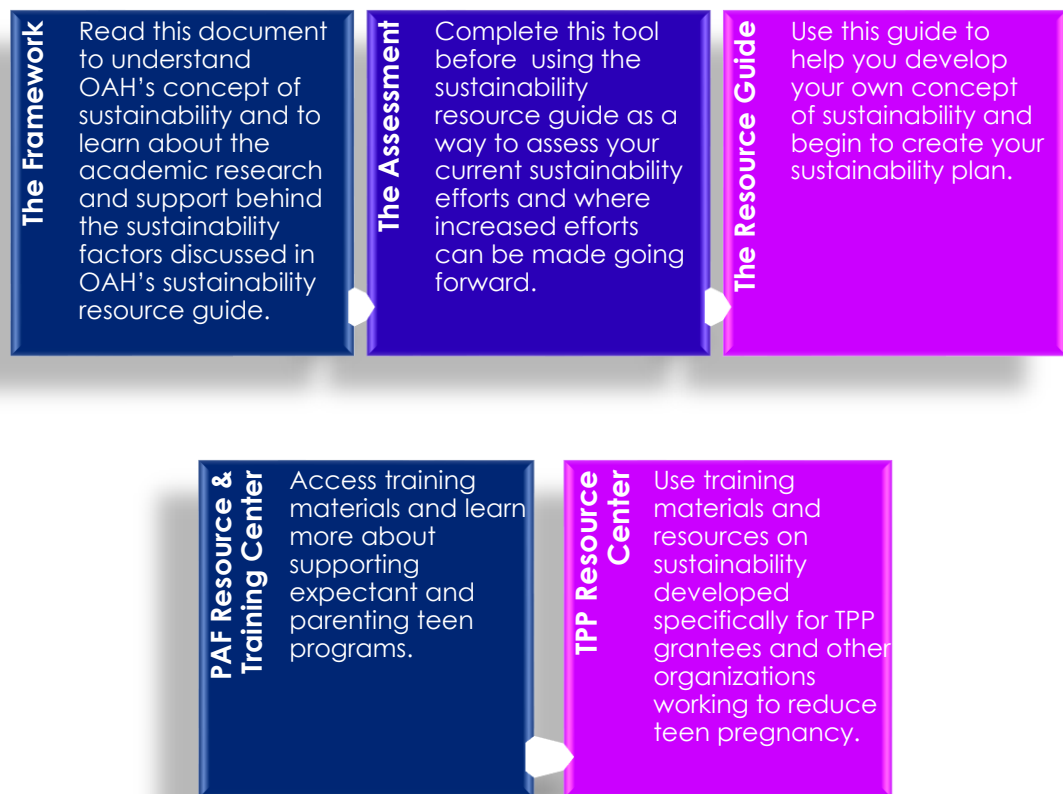 The Framework
Read this document
to understand
OAH’s concept of
sustainability and to
learn about the
academic research
and support behind
the sustainability
factors discussed in
OAH’s sustainability
resource guide.
The Assessment
Complete this tool
before  using the
sustainability
resource guide as a
way to assess your
current sustainability
efforts and where
increased efforts
can be made going
forward.
The Resource Guide
Use this guide to
help you develop
your own concept
of sustainability and
begin to create your
sustainability plan.
PAF Resource &
Training Center
Access training
materials and learn
more about
supporting
expectant and
parenting teen
programs.
TPP Resource
Center
Use training
materials and
resources on
sustainability
developed
specifically for TPP
grantees and other
organizations
working to reduce
teen pregnancy.